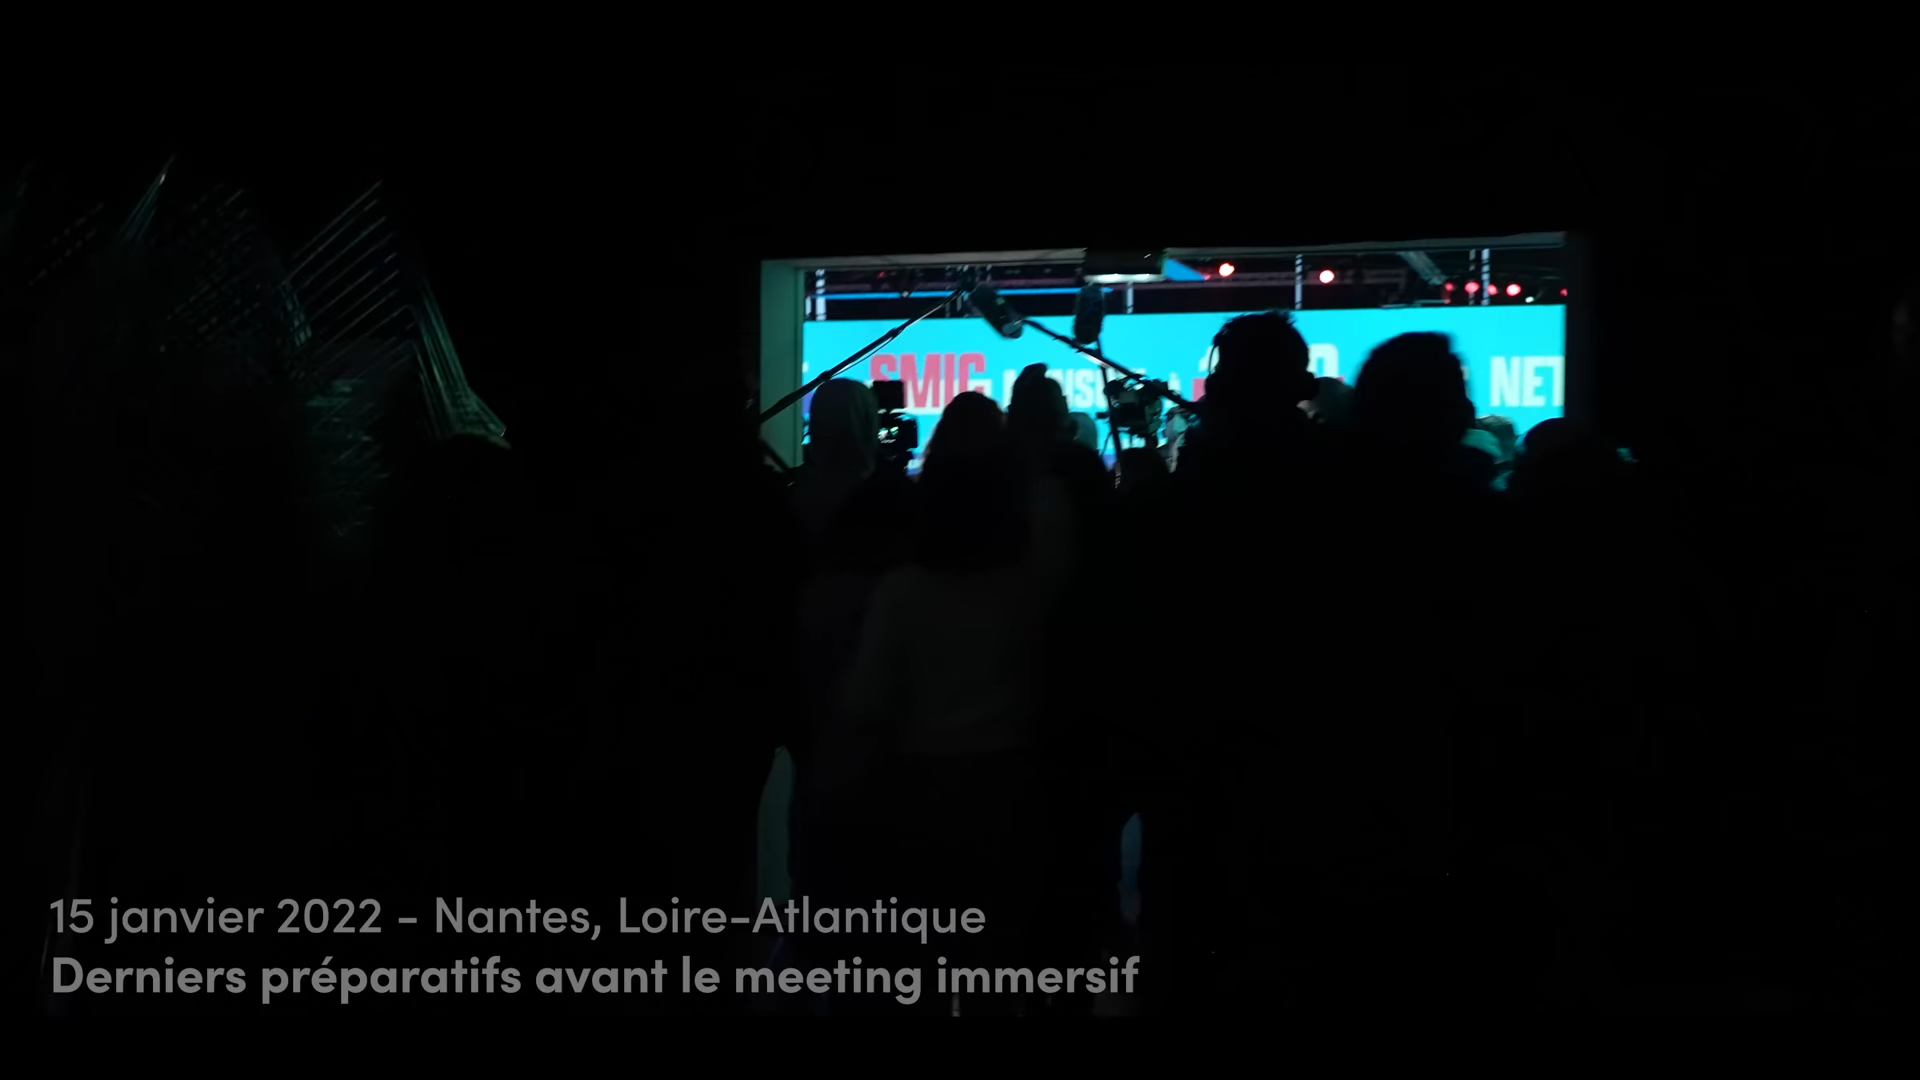 SMIC NET
15 janvier 2022 - Nantes, Loire-Atlantique
Derniers préparatifs avant le meeting immersif